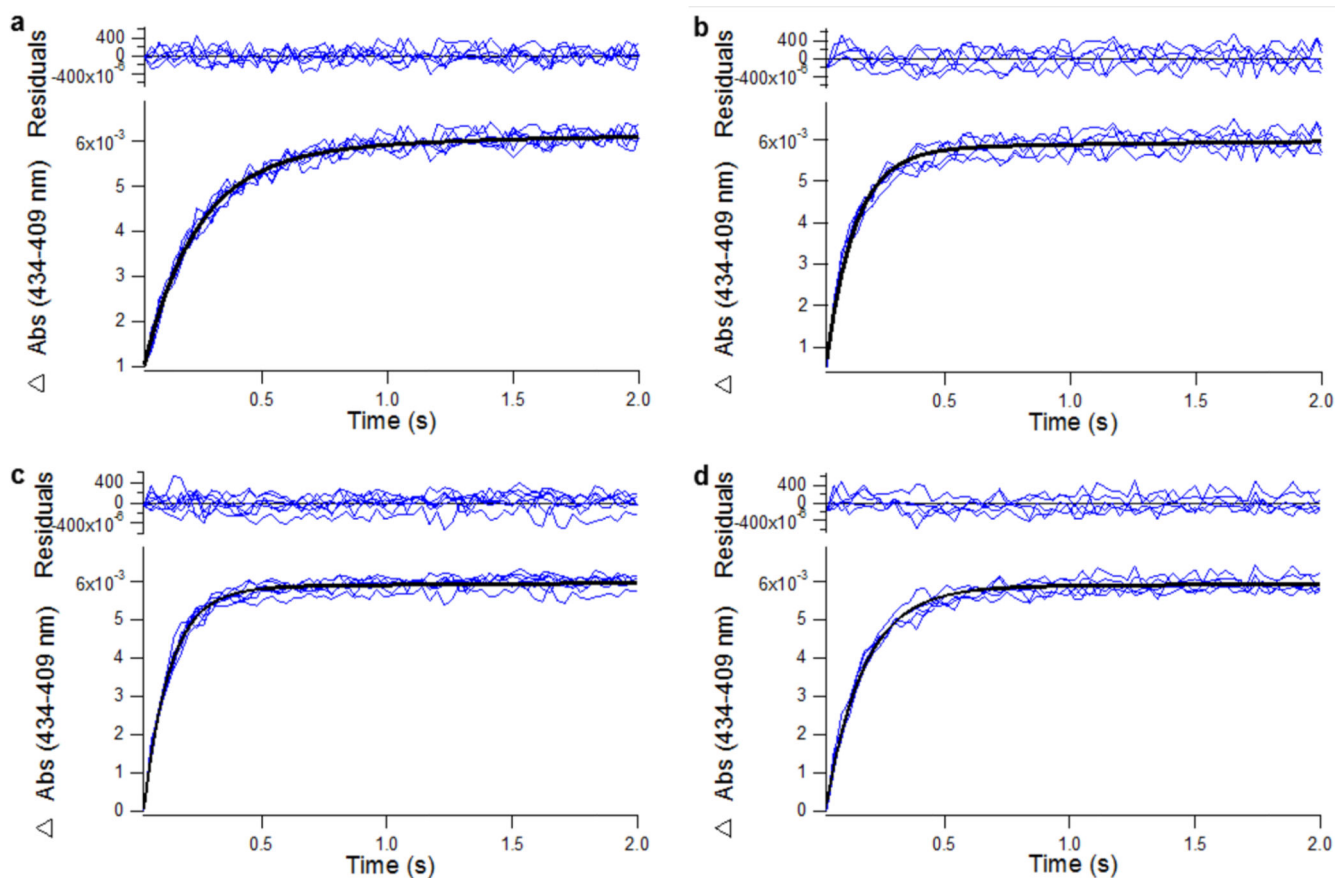 a
Residuals
400
0
-400x10⁻⁶
△ Abs (434-409 nm)
6x10⁻³
5
4
3
2
1
0.5 1.0 1.5 2.0
Time (s)
b
Residuals
400
0
-400x10⁻⁶
△ Abs (434-409 nm)
6x10⁻³
5
4
3
2
1
0.5 1.0 1.5 2.0
Time (s)
c
Residuals
400
0
-400x10⁻⁶
△ Abs (434-409 nm)
6x10⁻³
5
4
3
2
1
0
0.5 1.0 1.5 2.0
Time (s)
d
Residuals
400
0
-400x10⁻⁶
△ Abs (434-409 nm)
6x10⁻³
5
4
3
2
1
0
0.5 1.0 1.5 2.0
Time (s)